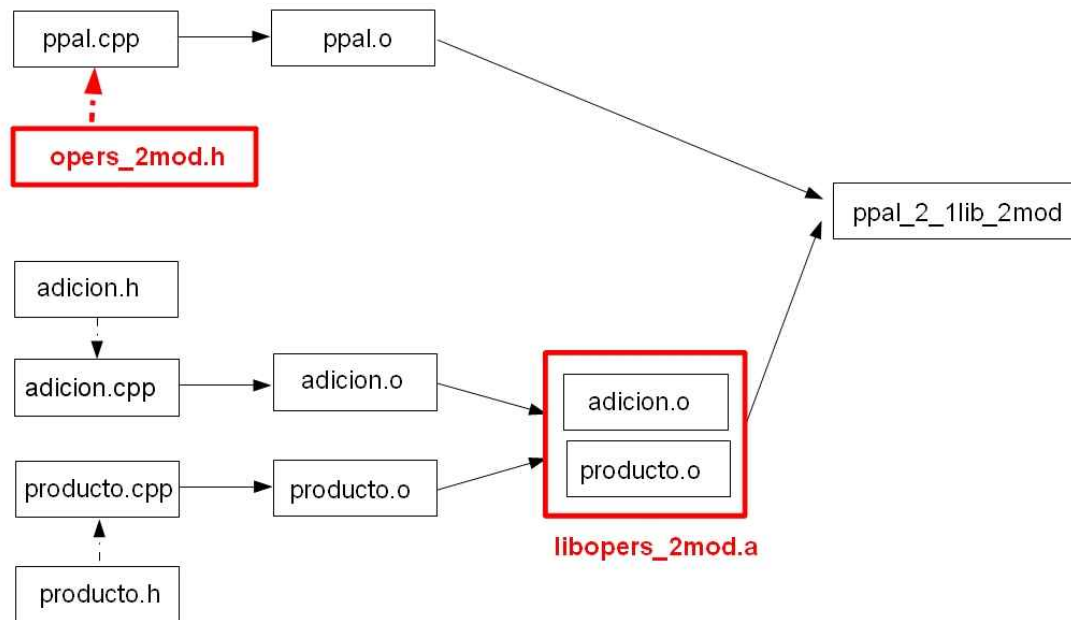 ppal.cpp
ppal.o
opers_2mod.h
ppal_2_1lib_2mod
adicion.h
adicion.cpp
adicion.o
adicion.o
producto.cpp
producto.o
producto.o
libopers_2mod.a
producto.h